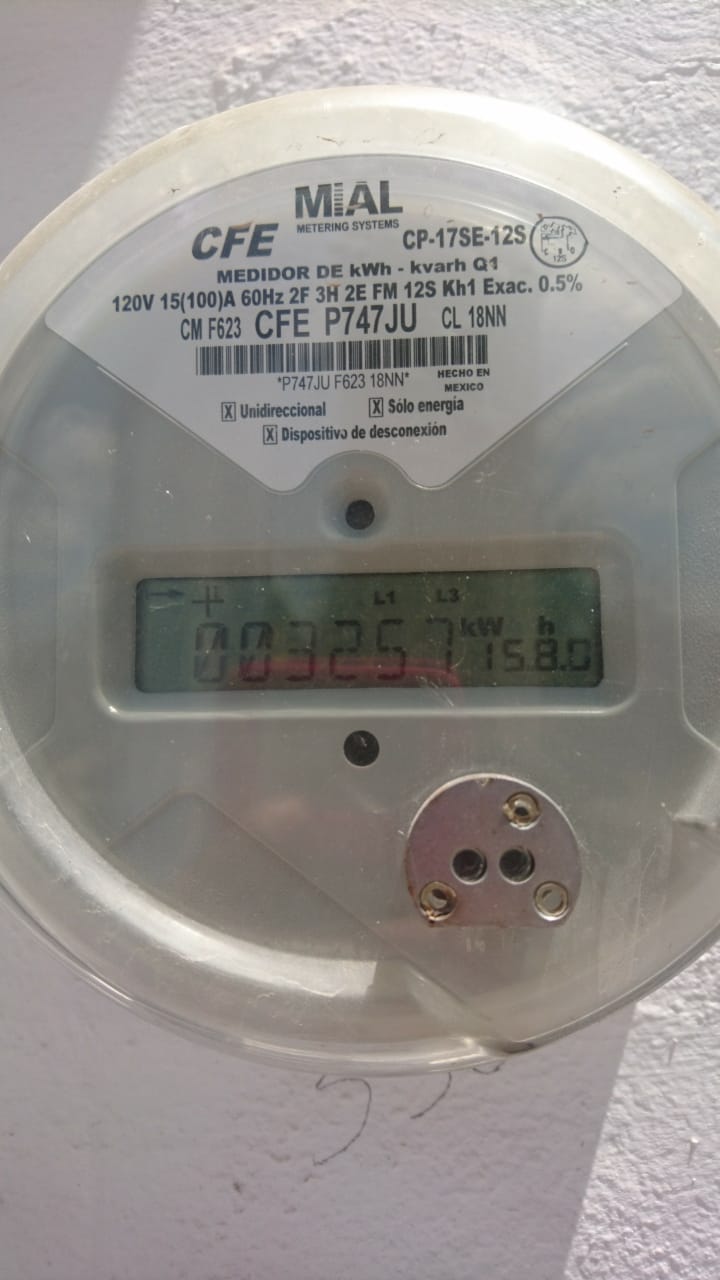 MIAL
METERING SYSTEMS
CFE
CP-17SE-12S
12S
MEDIDOR DE kWh - kvarh Q1
120V 15(100)A 60Hz 2F 3H 2E FM 12S Kh1 Exac. 0.5%
CM F623 CFE P747JU CL 18NN
*P747JU F623 18NN*
HECHO EN
MEXICO
X Unidireccional X Sólo energía
X Dispositivo de desconexión
L1 L3
003257 kW h
15.8.0